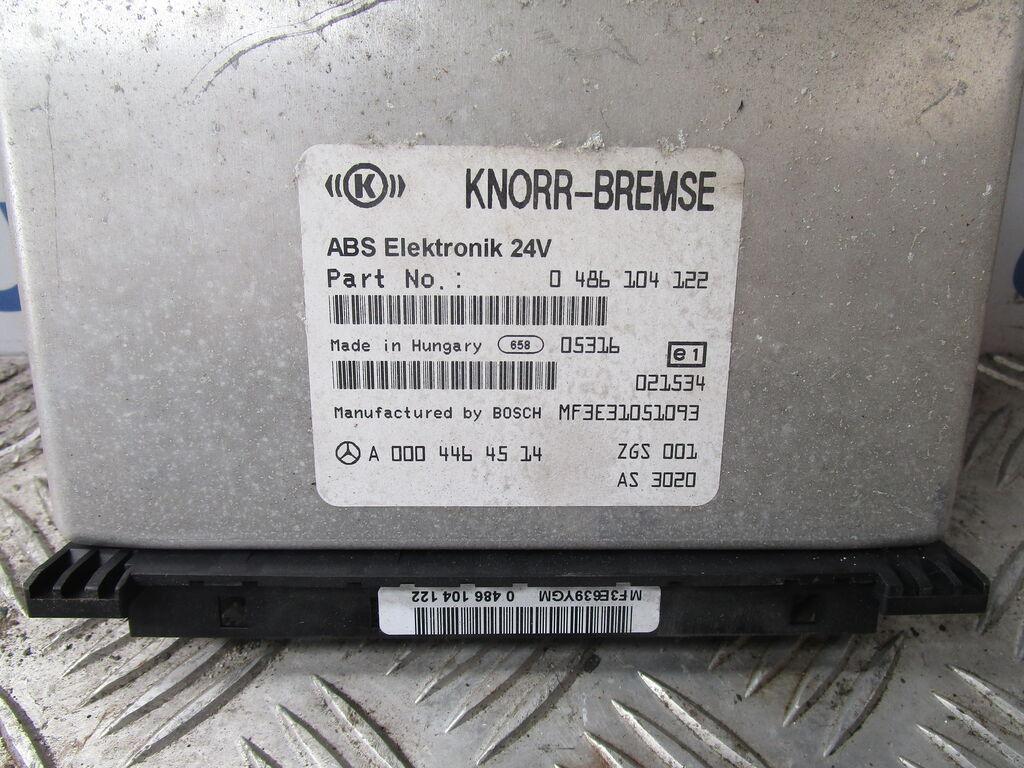 K KNORR-BREMSE
ABS Elektronik 24V
Part No.: 0 486 104 122
Made in Hungary 658 05316 e1
021534
Manufactured by BOSCH MF3E31051093
A 000 446 45 14 ZGS 001
AS 3020
0 486 104 122 MF3E639YGM